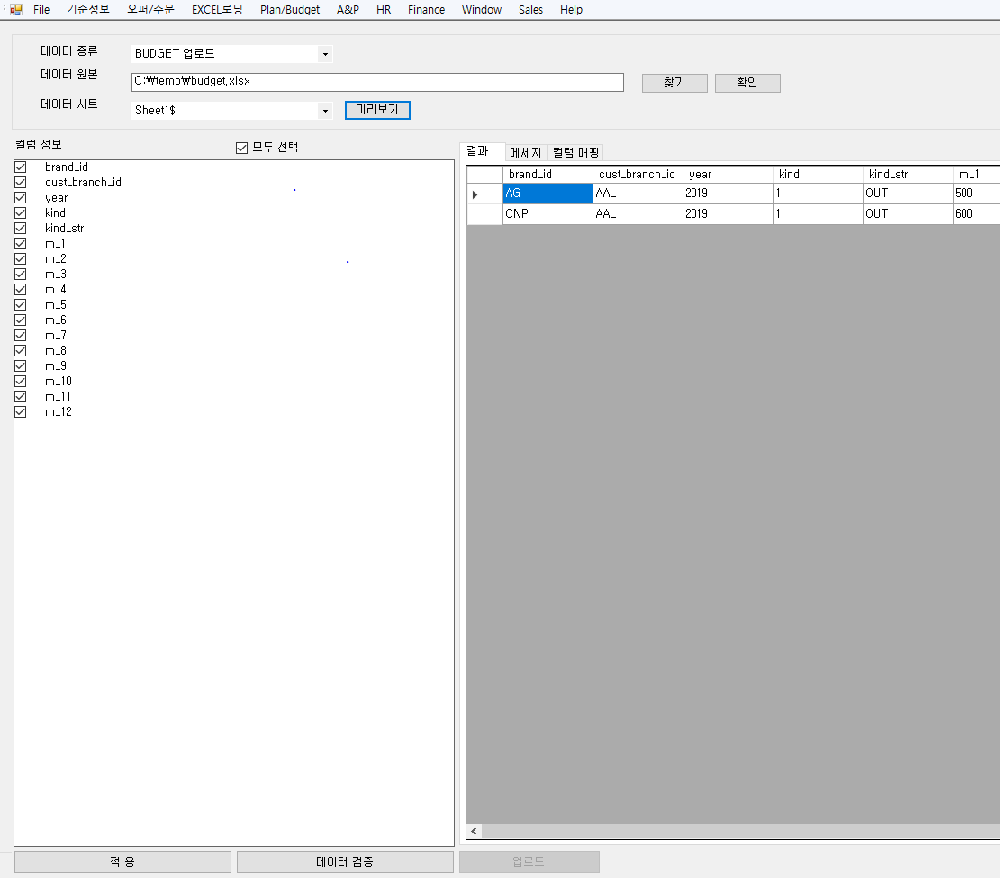 File 기준정보 오퍼/주문 EXCEL로딩 Plan/Budget A&P HR Finance Window Sales Help
데이터 종류 : BUDGET 업로드
데이터 원본 : C:₩temp₩budget.xlsx 찾기 확인
데이터 시트 : Sheet1$ 미리보기
컬럼 정보 모두 선택
brand_id
cust_branch_id
year
kind
kind_str
m_1
m_2
m_3
m_4
m_5
m_6
m_7
m_8
m_9
m_10
m_11
m_12
결과 메세지 컬럼 매핑
brand_id cust_branch_id year kind kind_str m_1
AG AAL 2019 1 OUT 500
CNP AAL 2019 1 OUT 600
적 용 데이터 검증 업로드